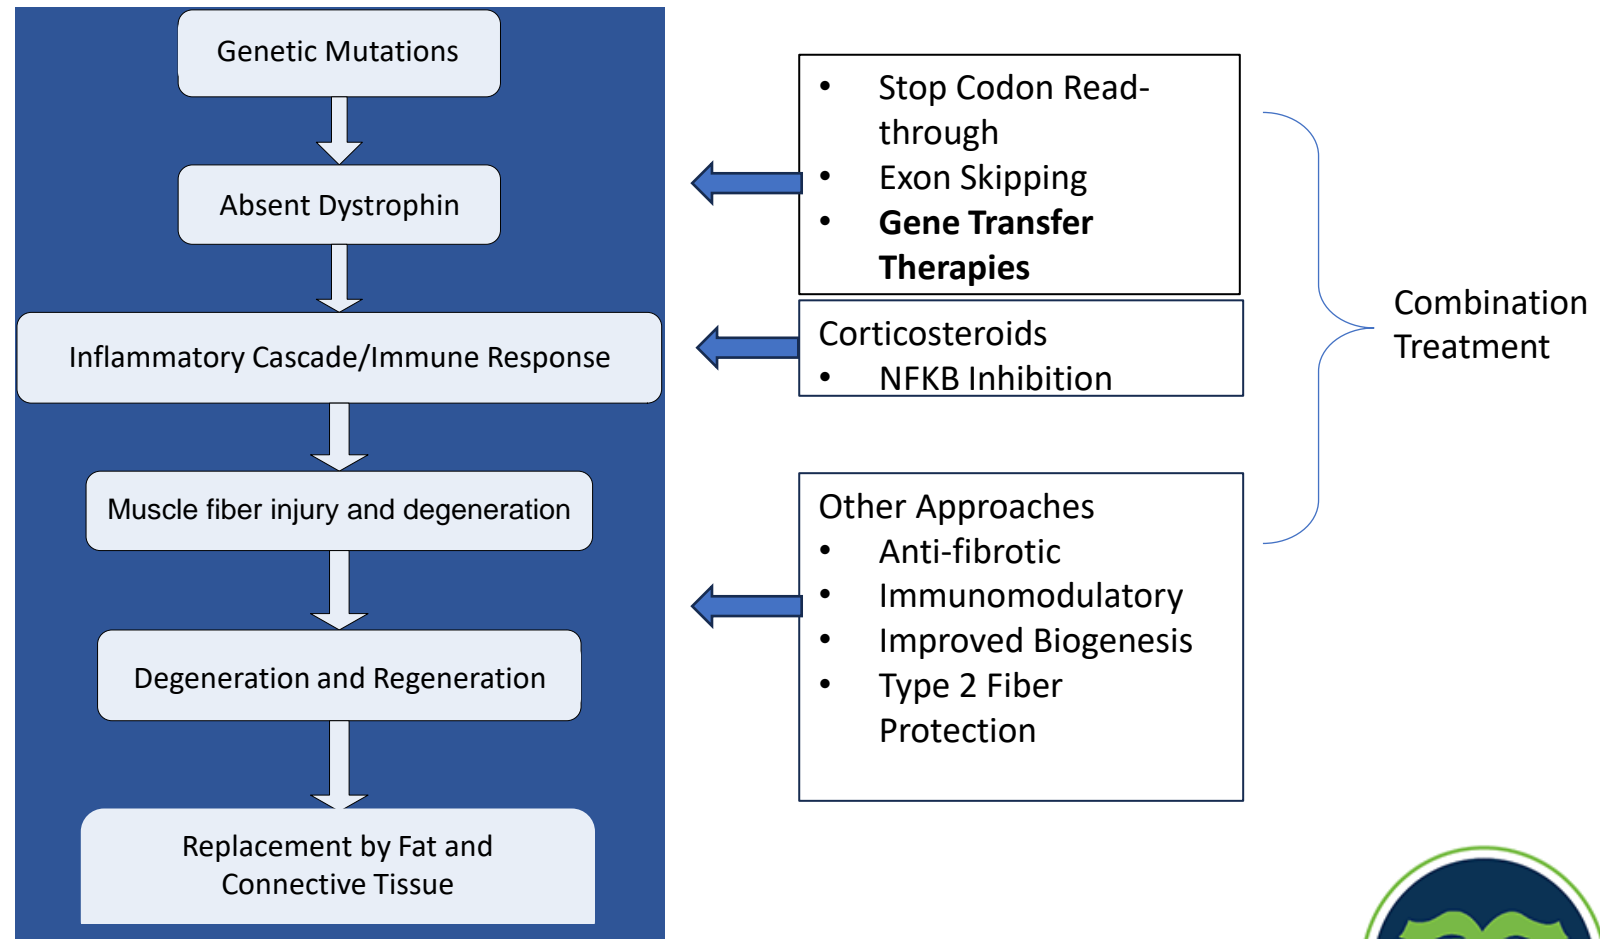 Genetic Mutations
Absent Dystrophin
Inflammatory Cascade/Immune Response
Muscle fiber injury and degeneration
Degeneration and Regeneration
Replacement by Fat and
Connective Tissue
• Stop Codon Read-
through
• Exon Skipping
• Gene Transfer
Therapies
Corticosteroids
• NFKB Inhibition
Other Approaches
• Anti-fibrotic
• Immunomodulatory
• Improved Biogenesis
• Type 2 Fiber
Protection
Combination
Treatment